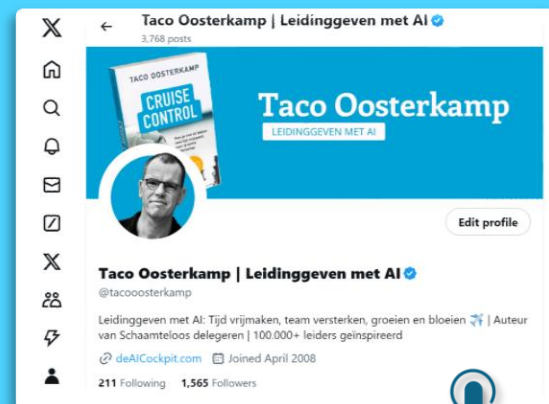 Taco Oosterkamp | Leidinggeven met AI
3,768 posts
TACO OOSTERKAMP
CRUISE
CONTROL
Taco Oosterkamp
LEIDINGGEVEN MET AI
Edit profile
Taco Oosterkamp | Leidinggeven met AI
@tacooosterkamp
Leidinggeven met AI: Tijd vrijmaken, team versterken, groeien en bloeien ✈️ | Auteur
van Schaamteloos delegeren | 100.000+ leiders geïnspireerd
deAICockpit.com Joined April 2008
211 Following 1,565 Followers